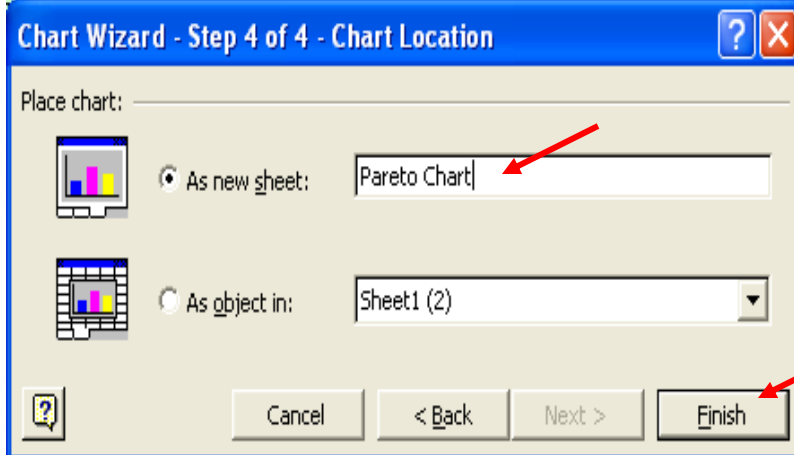 Chart Wizard - Step 4 of 4 - Chart Location ?
Place chart:
As new sheet: Pareto Chart
As object in: Sheet1 (2)
? Cancel < Back Next > Finish